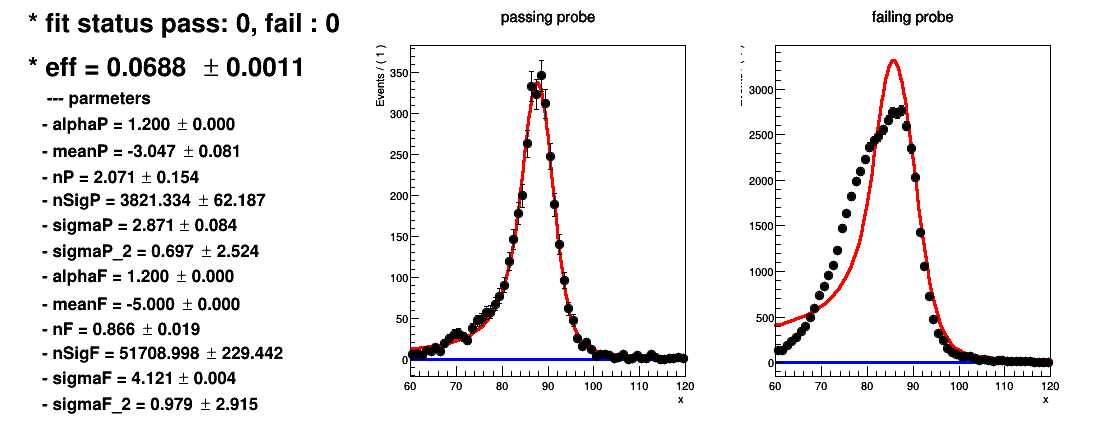 * fit status pass: 0, fail : 0
* eff = 0.0688 ± 0.0011
--- parmeters
- alphaP = 1.200 ± 0.000
- meanP = -3.047 ± 0.081
- nP = 2.071 ± 0.154
- nSigP = 3821.334 ± 62.187
- sigmaP = 2.871 ± 0.084
- sigmaP_2 = 0.697 ± 2.524
- alphaF = 1.200 ± 0.000
- meanF = -5.000 ± 0.000
- nF = 0.866 ± 0.019
- nSigF = 51708.998 ± 229.442
- sigmaF = 4.121 ± 0.004
- sigmaF_2 = 0.979 ± 2.915
passing probe
Events / ( 1 )
350
300
250
200
150
100
50
0
60 70 80 90 100 110 120
x
failing probe
3000
2500
2000
1500
1000
500
0
60 70 80 90 100 110 120
x